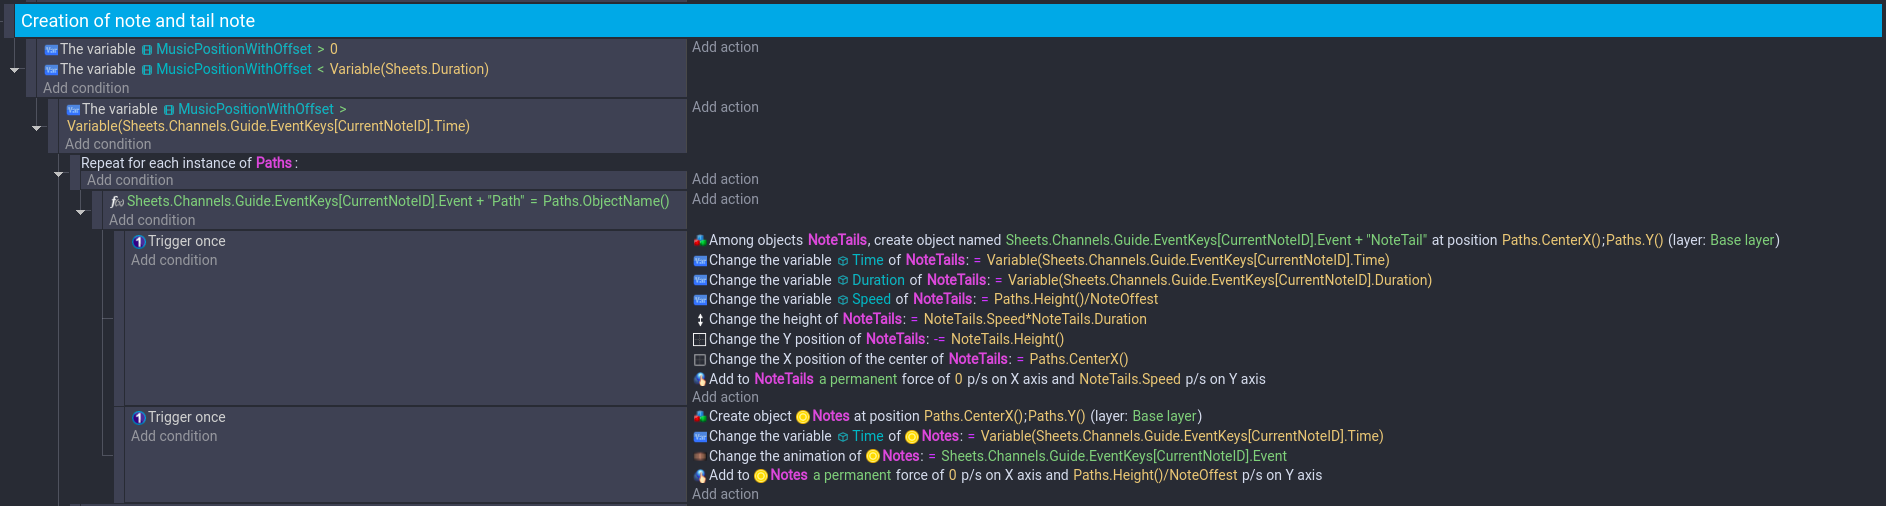 Creation of note and tail note
The variable MusicPositionWithOffset > 0
Add action
The variable MusicPositionWithOffset < Variable(Sheets.Duration)
Add condition
The variable MusicPositionWithOffset >
Variable(Sheets.Channels.Guide.EventKeys[CurrentNoteID].Time)
Add action
Add condition
Repeat for each instance of Paths :
Add condition
Add action
Sheets.Channels.Guide.EventKeys[CurrentNoteID].Event + "Path" = Paths.ObjectName()
Add action
Add condition
Trigger once
Add condition
Among objects NoteTails, create object named Sheets.Channels.Guide.EventKeys[CurrentNoteID].Event + "NoteTail" at position Paths.CenterX();Paths.Y() (layer: Base layer)
Change the variable Time of NoteTails: = Variable(Sheets.Channels.Guide.EventKeys[CurrentNoteID].Time)
Change the variable Duration of NoteTails: = Variable(Sheets.Channels.Guide.EventKeys[CurrentNoteID].Duration)
Change the variable Speed of NoteTails: = Paths.Height()/NoteOffest
Change the height of NoteTails: = NoteTails.Speed*NoteTails.Duration
Change the Y position of NoteTails: -= NoteTails.Height()
Change the X position of the center of NoteTails: = Paths.CenterX()
Add to NoteTails a permanent force of 0 p/s on X axis and NoteTails.Speed p/s on Y axis
Add action
Trigger once
Add condition
Create object Notes at position Paths.CenterX();Paths.Y() (layer: Base layer)
Change the variable Time of Notes: = Variable(Sheets.Channels.Guide.EventKeys[CurrentNoteID].Time)
Change the animation of Notes: = Sheets.Channels.Guide.EventKeys[CurrentNoteID].Event
Add to Notes a permanent force of 0 p/s on X axis and Paths.Height()/NoteOffest p/s on Y axis
Add action